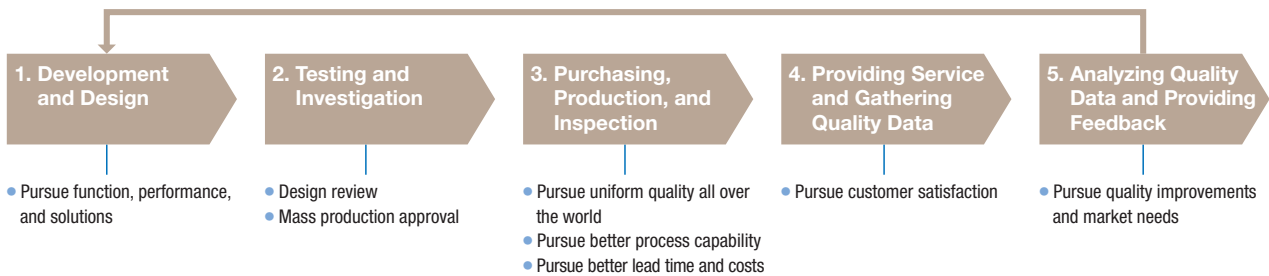 1. Development
and Design
2. Testing and
Investigation
3. Purchasing,
Production, and
Inspection
4. Providing Service
and Gathering
Quality Data
5. Analyzing Quality
Data and Providing
Feedback
• Pursue function, performance,
and solutions
• Design review
• Mass production approval
• Pursue uniform quality all over
the world
• Pursue better process capability
• Pursue better lead time and costs
• Pursue customer satisfaction
• Pursue quality improvements
and market needs